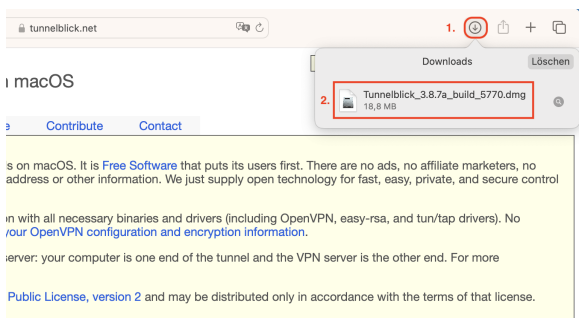 tunnelblick.net
1.
Downloads
Löschen
2.
Tunnelblick_3.8.7a_build_5770.dmg
18,8 MB
n macOS
e Contribute Contact
s on macOS. It is Free Software that puts its users first. There are no ads, no affiliate marketers, no
address or other information. We just supply open technology for fast, easy, private, and secure control
on with all necessary binaries and drivers (including OpenVPN, easy-rsa, and tun/tap drivers). No
your OpenVPN configuration and encryption information.
server: your computer is one end of the tunnel and the VPN server is the other end. For more
Public License, version 2 and may be distributed only in accordance with the terms of that license.